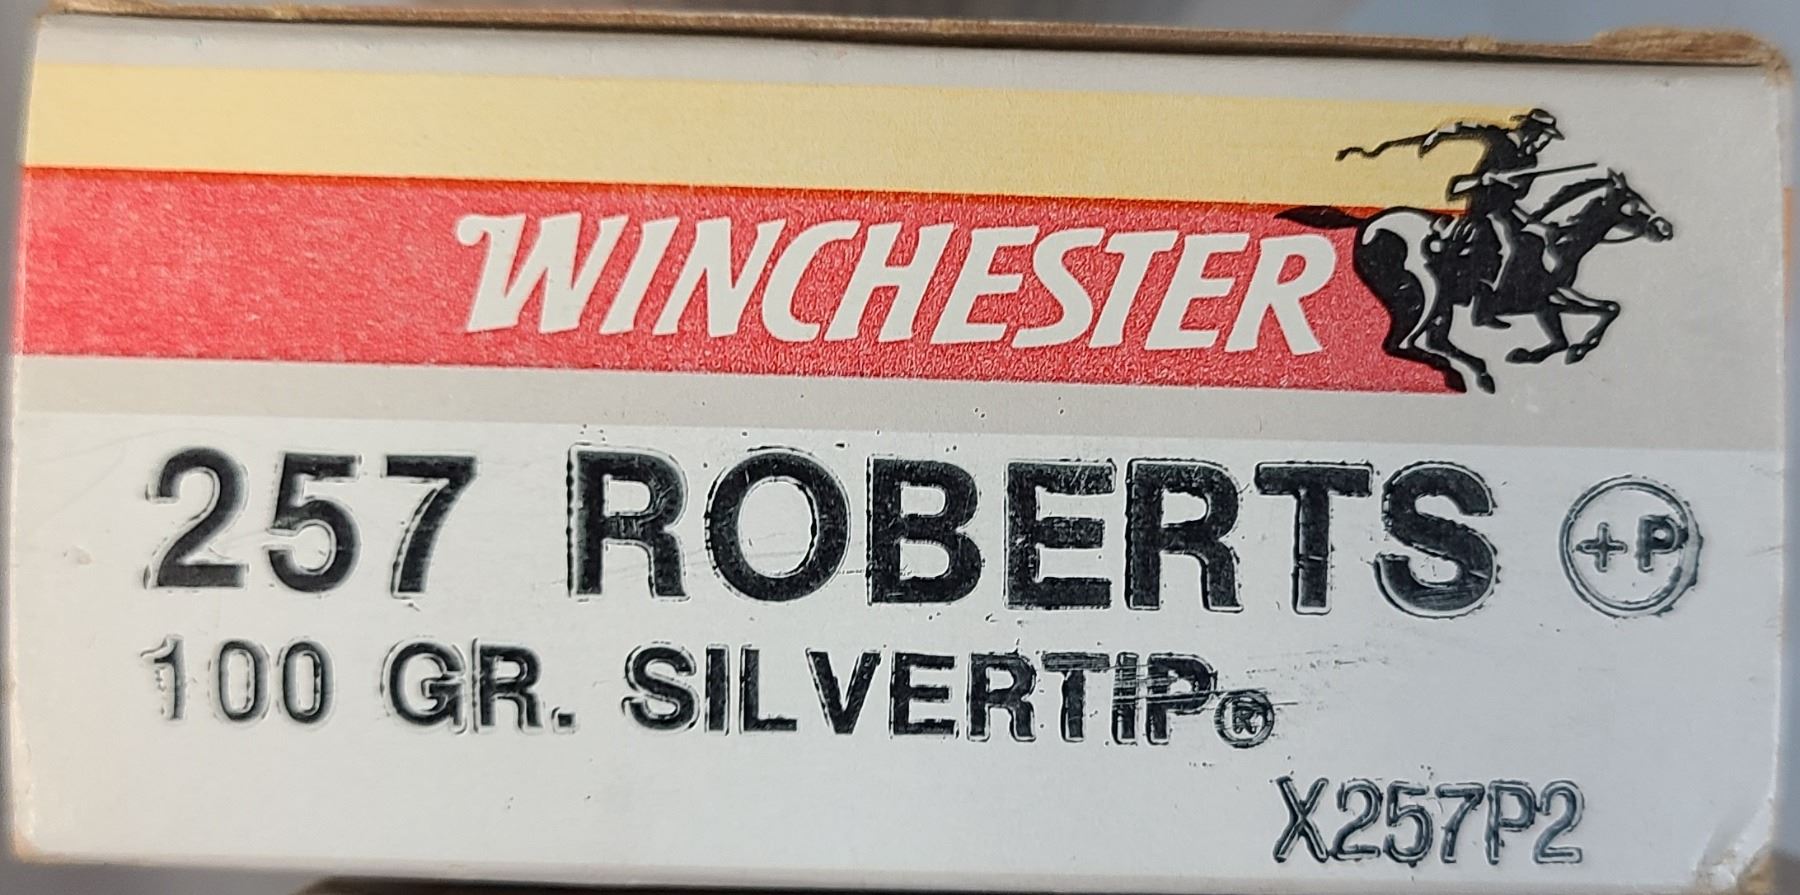 WINCHESTER
257 ROBERTS +P
100 GR. SILVERTIP®
X257P2